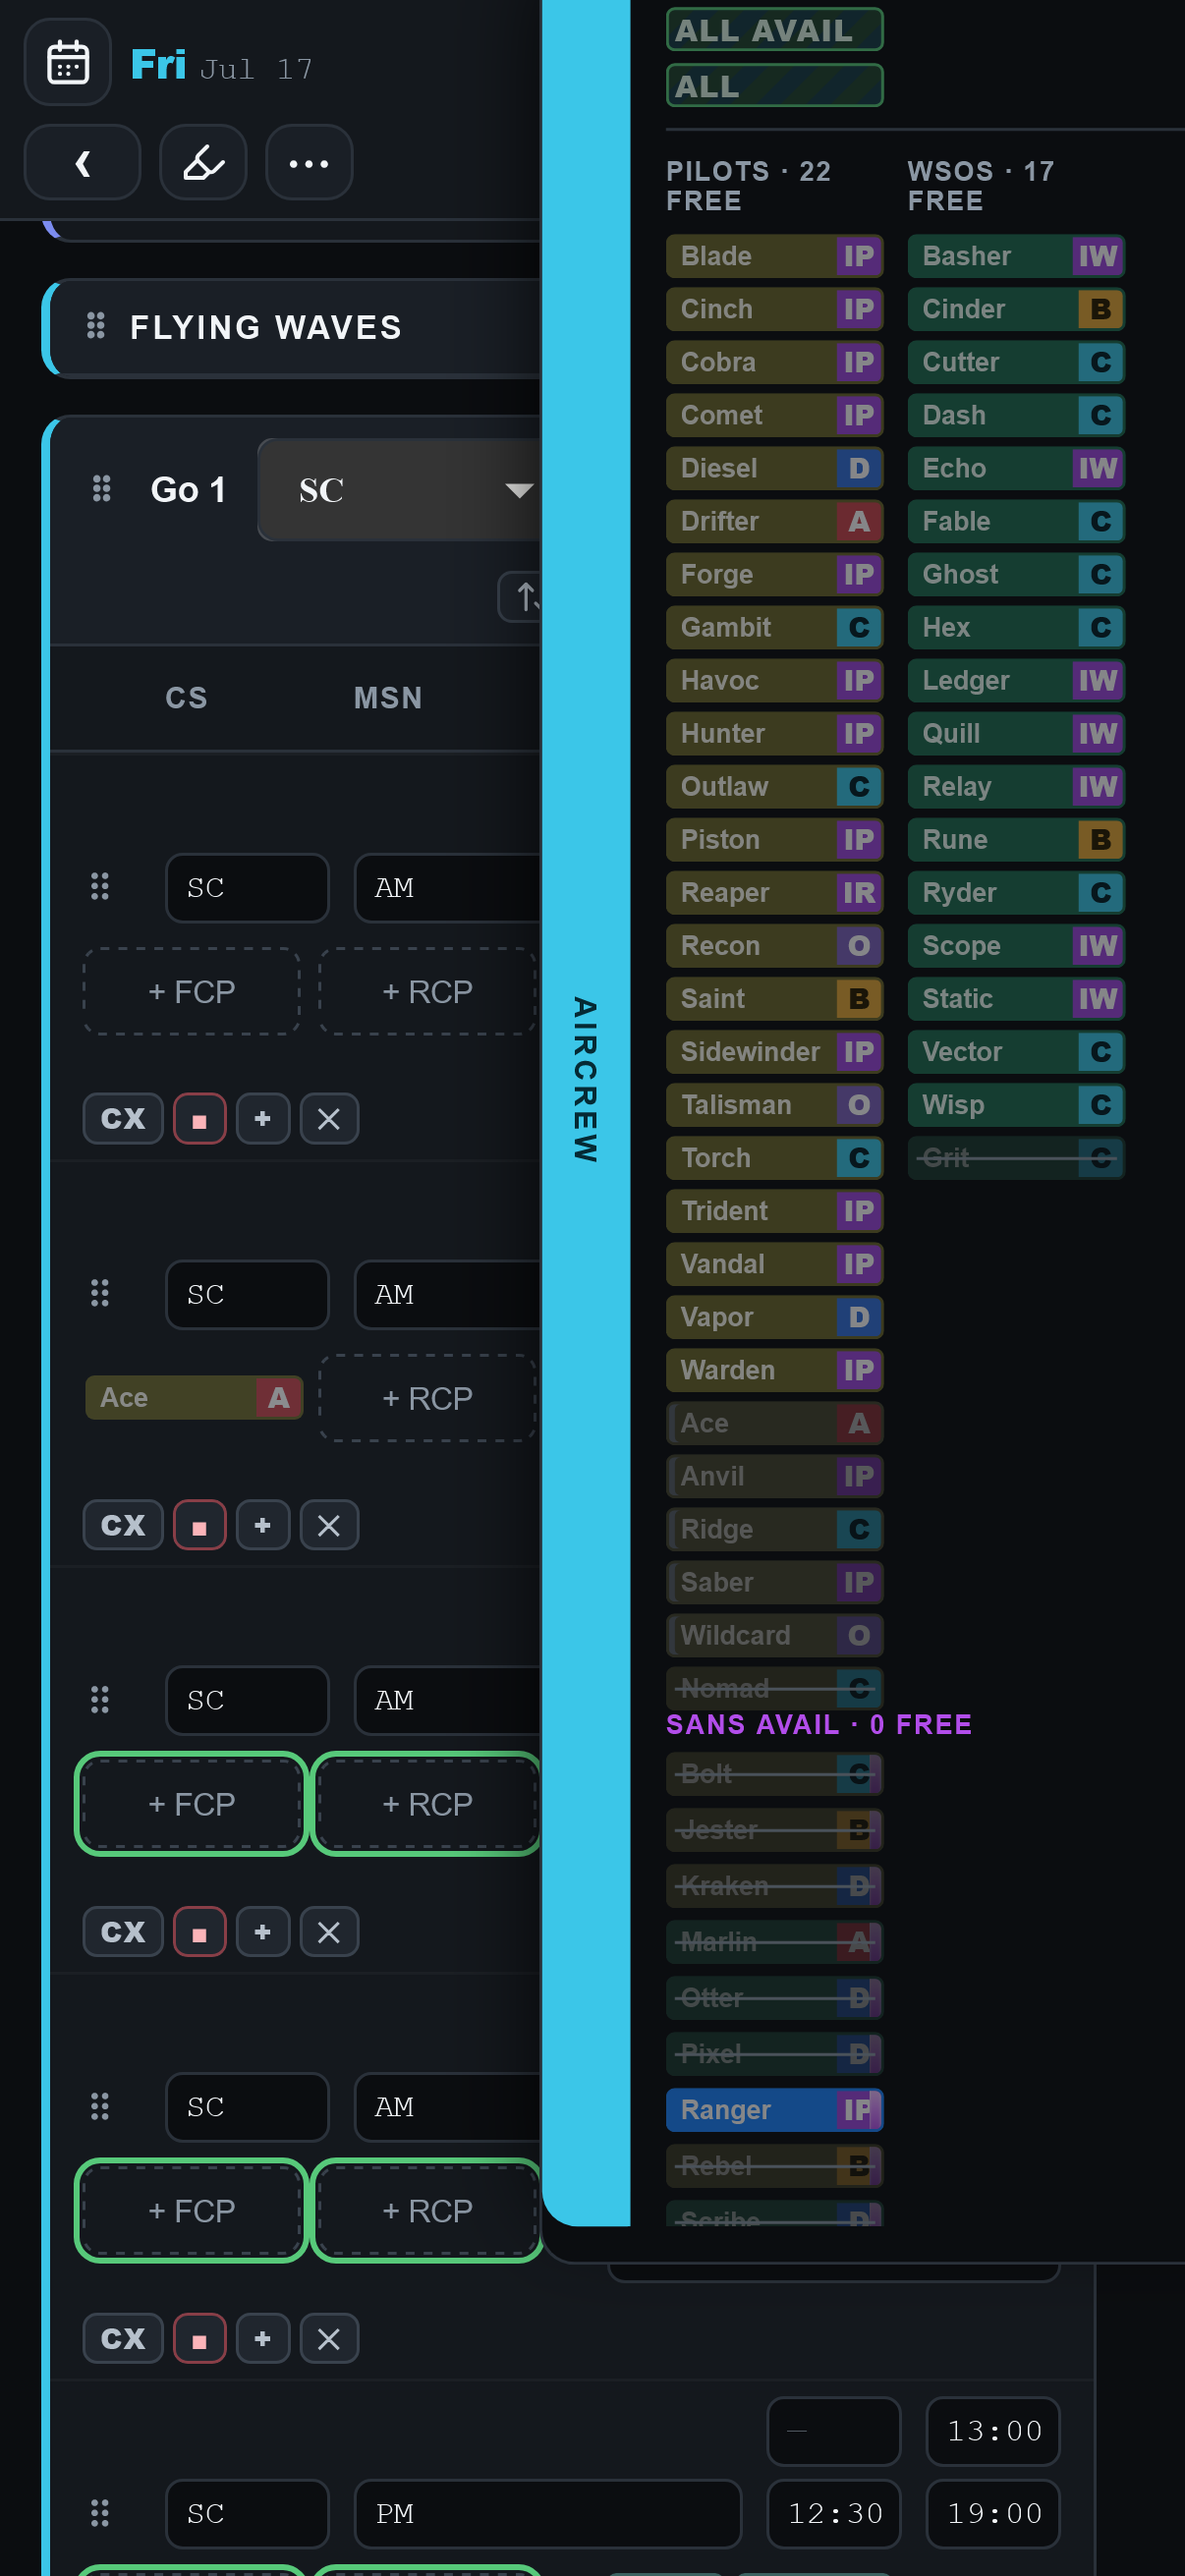 Fri Jul 17
FLYING WAVES
Go 1 SC
CS MSN
SC AM
+ FCP + RCP
CX + ×
SC AM
Ace A + RCP
CX + ×
SC AM
+ FCP + RCP
CX + ×
SC AM
+ FCP + RCP
CX + ×
— 13:00
SC PM 12:30 19:00
AIRCREW
ALL AVAIL
ALL
PILOTS · 22 FREE
Blade IP
Cinch IP
Cobra IP
Comet IP
Diesel D
Drifter A
Forge IP
Gambit C
Havoc IP
Hunter IP
Outlaw C
Piston IP
Reaper IR
Recon O
Saint B
Sidewinder IP
Talisman O
Torch C
Trident IP
Vandal IP
Vapor D
Warden IP
Ace A
Anvil IP
Ridge C
Saber IP
Wildcard O
Nomad C
WSOS · 17 FREE
Basher IW
Cinder B
Cutter C
Dash C
Echo IW
Fable C
Ghost C
Hex C
Ledger IW
Quill IW
Relay IW
Rune B
Ryder C
Scope IW
Static IW
Vector C
Wisp C
Grit C
SANS AVAIL · 0 FREE
Bolt C
Jester B
Kraken D
Marlin A
Otter D
Pixel D
Ranger IP
Rebel B
Scribe D